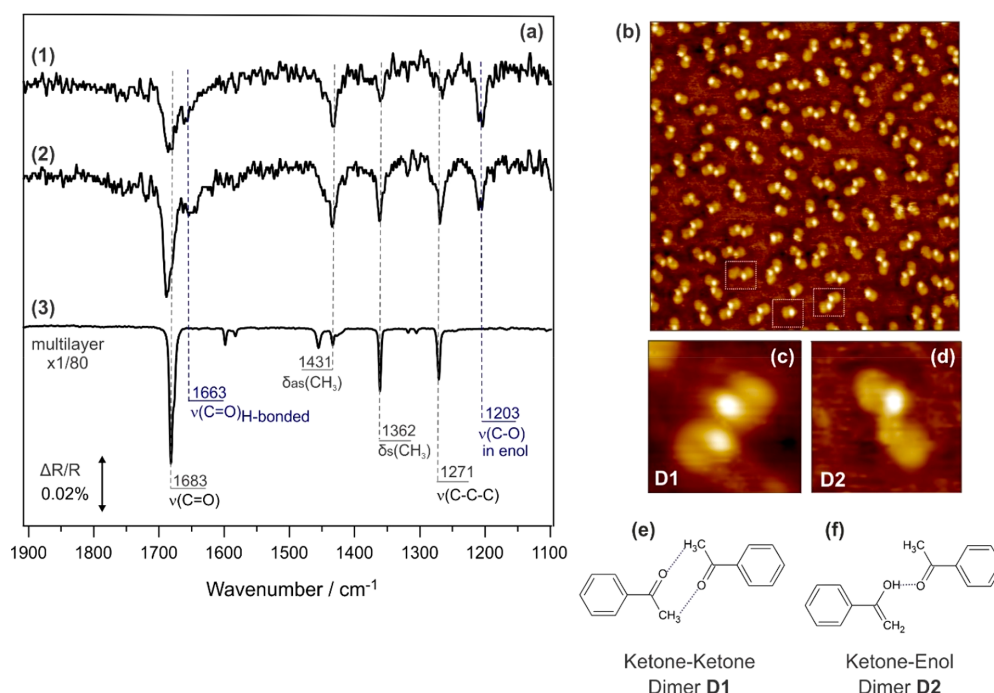 (a)
(1)
(2)
(3)
multilayer
x1/80
1431
δas(CH₃)
1663
ν(C=O)H-bonded
1203
ν(C-O)
in enol
1362
δs(CH₃)
ΔR/R
0.02%
1683
ν(C=O)
1271
ν(C-C-C)
1900 1800 1700 1600 1500 1400 1300 1200 1100
Wavenumber / cm⁻¹
(b)
(c)
D1
(d)
D2
(e)
H₃C
O
O
CH₃
Ketone-Ketone
Dimer D1
(f)
H₃C
OH
O
CH₂
Ketone-Enol
Dimer D2